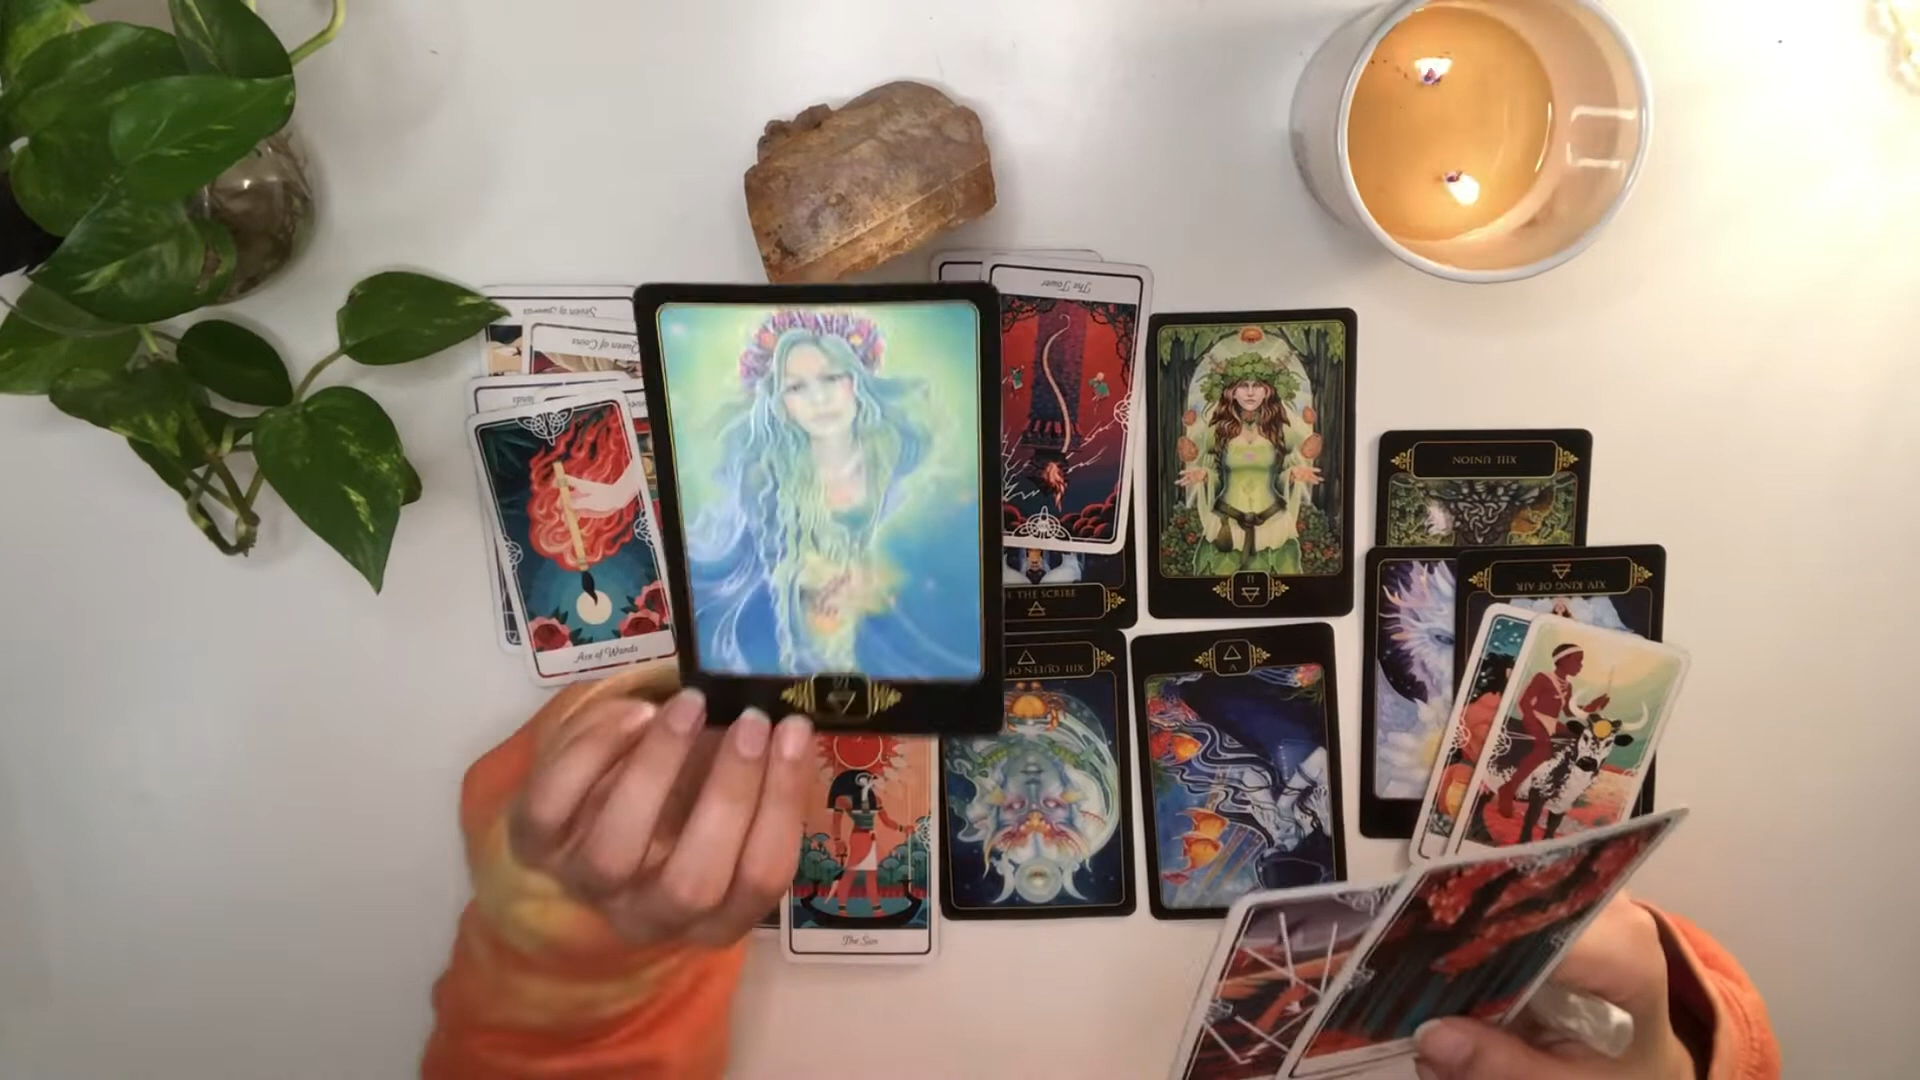 Seven of Swords
Queen of Coins
The Tower
Ace of Wands
THE SCRIBE
II
XIII UNION
XIV KING OF AIR
XIII QUEEN OF
V
The Sun